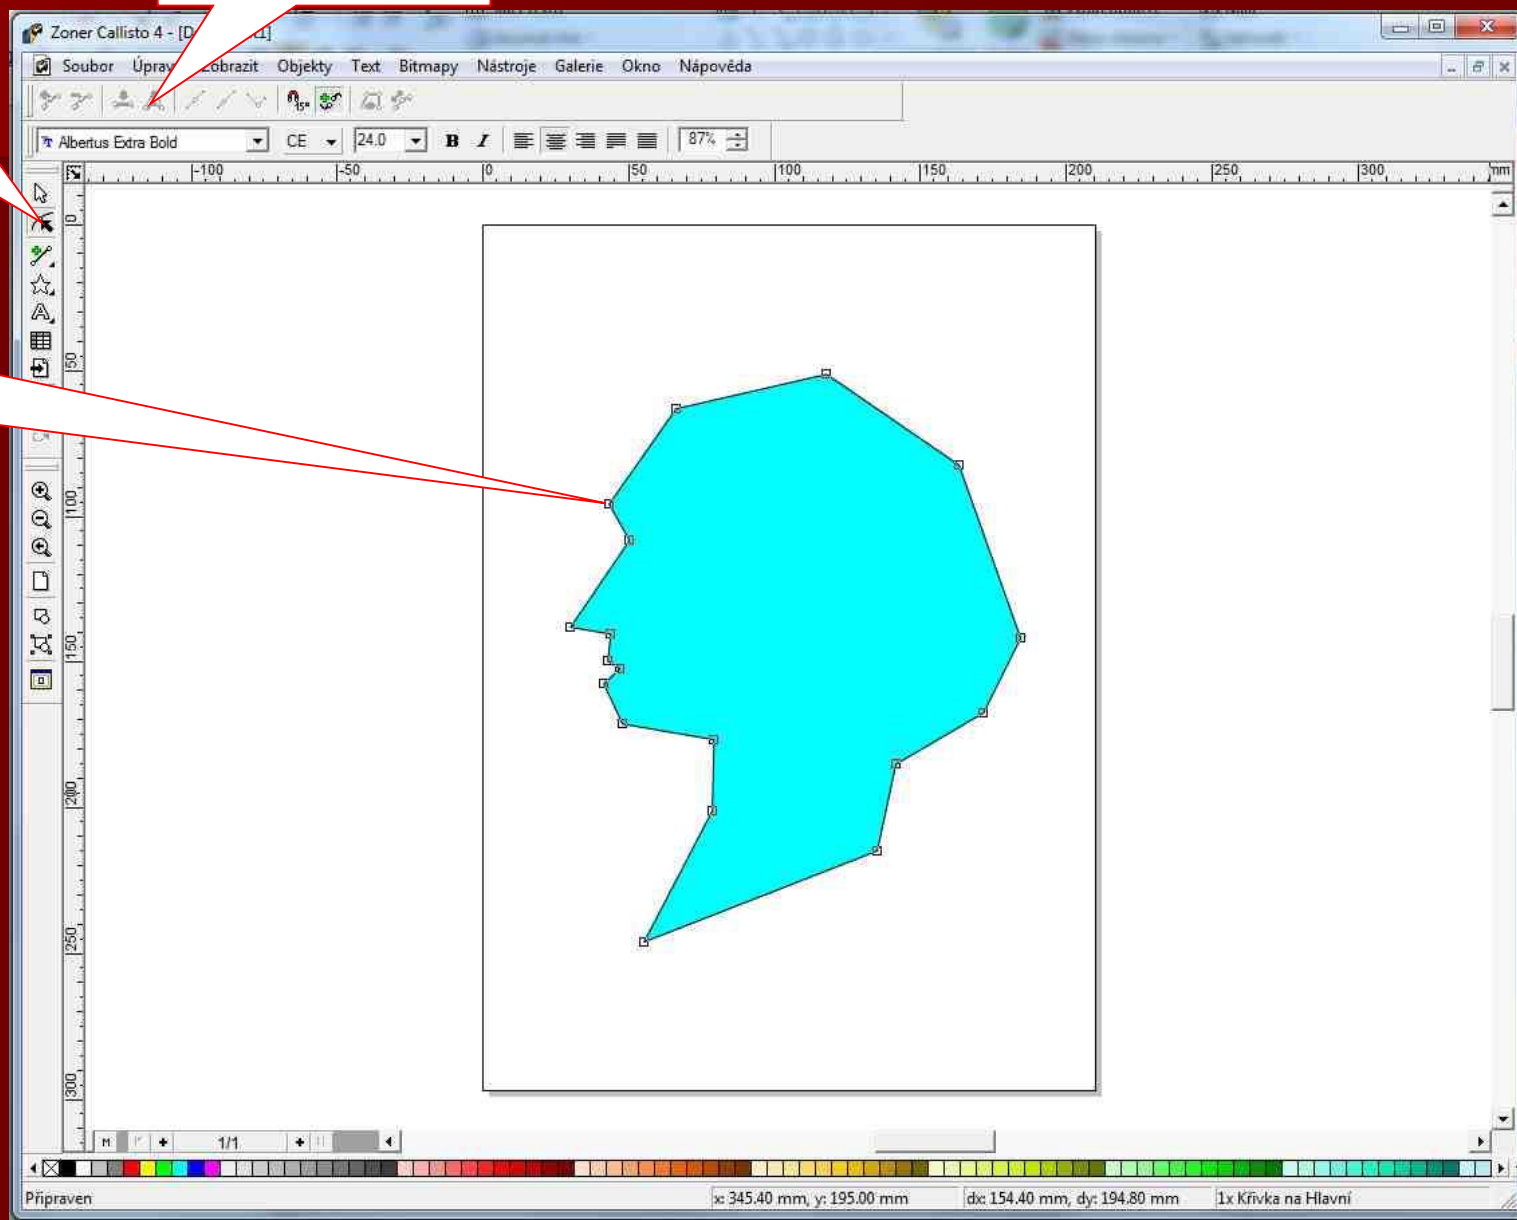 Zoner Callisto 4 - [D
Soubor Úprav Zobrazit Objekty Text Bitmapy Nástroje Galerie Okno Nápověda
15°
Albertus Extra Bold CE 24.0 B I 87%
-100 -50 0 50 100 150 200 250 300 mm
0
50
100
150
200
250
300
M 1/1
Připraven x: 345.40 mm, y: 195.00 mm dx: 154.40 mm, dy: 194.80 mm 1x Křivka na Hlavní